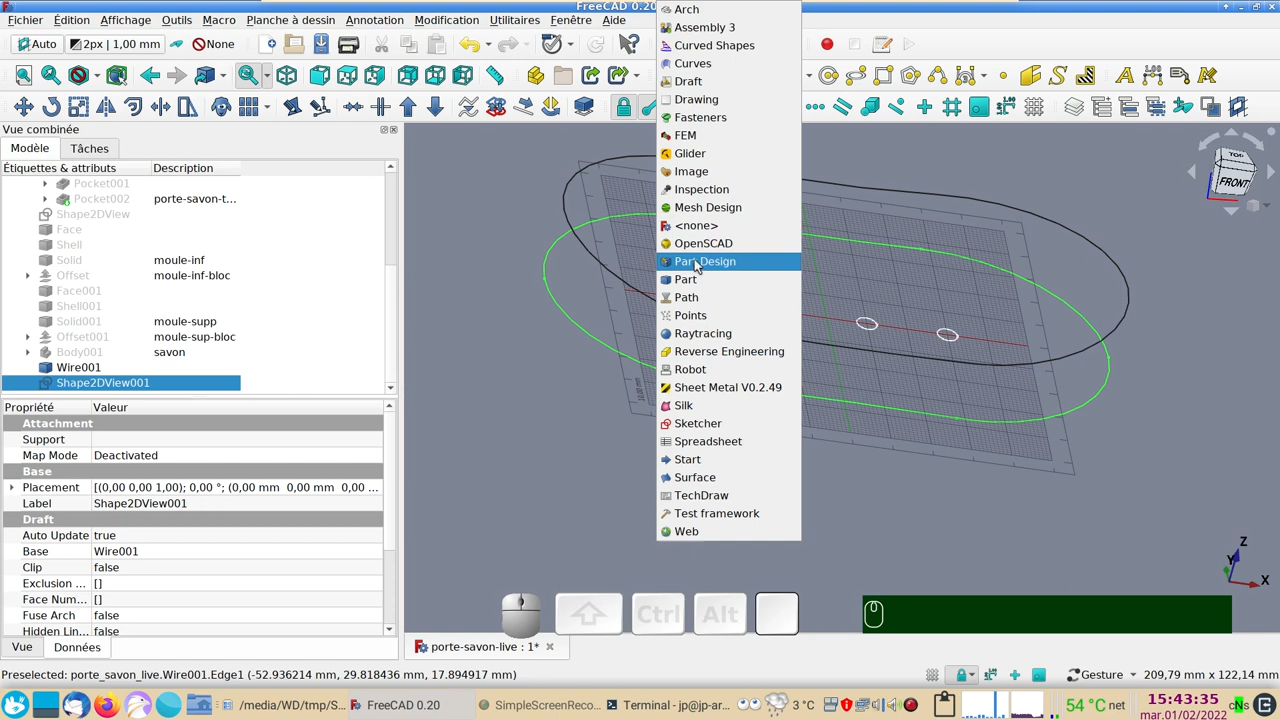 FreeCAD 0.20
Fichier Édition Affichage Outils Macro Planche à dessin Annotation Modification Utilitaires Fenêtre Aide
Auto 2px | 1,00 mm None
Vue combinée
Modèle Tâches
Étiquettes & attributs Description
Pocket001
Pocket002 porte-savon-t...
Shape2DView
Face
Shell
Solid moule-inf
Offset moule-inf-bloc
Face001
Shell001
Solid001 moule-supp
Offset001 moule-sup-bloc
Body001 savon
Wire001
Shape2DView001
Propriété Valeur
Attachment
Support
Map Mode Deactivated
Base
Placement [(0,00 0,00 1,00); 0,00 °; (0,00 mm 0,00 mm 0,00 ...
Label Shape2DView001
Draft
Auto Update true
Base Wire001
Clip false
Exclusion ... []
Face Num... []
Fuse Arch false
Hidden Lin... false
Vue Données
Arch
Assembly 3
Curved Shapes
Curves
Draft
Drawing
Fasteners
FEM
Glider
Image
Inspection
Mesh Design
<none>
OpenSCAD
Part Design
Part
Path
Points
Raytracing
Reverse Engineering
Robot
Sheet Metal V0.2.49
Silk
Sketcher
Spreadsheet
Start
Surface
TechDraw
Test framework
Web
TOP
FRONT
Z
Y
X
Ctrl Alt
porte-savon-live : 1*
Preselected: porte_savon_live.Wire001.Edge1 (-52.936214 mm, 29.818436 mm, 17.894917 mm)
Gesture 209,79 mm x 122,14 mm
/media/WD/tmp/S... FreeCAD 0.20 SimpleScreenReco... Terminal - jp@jp-ar... 3 °C 54 °C net 15:43:35
mar.01/02/2022
cNs